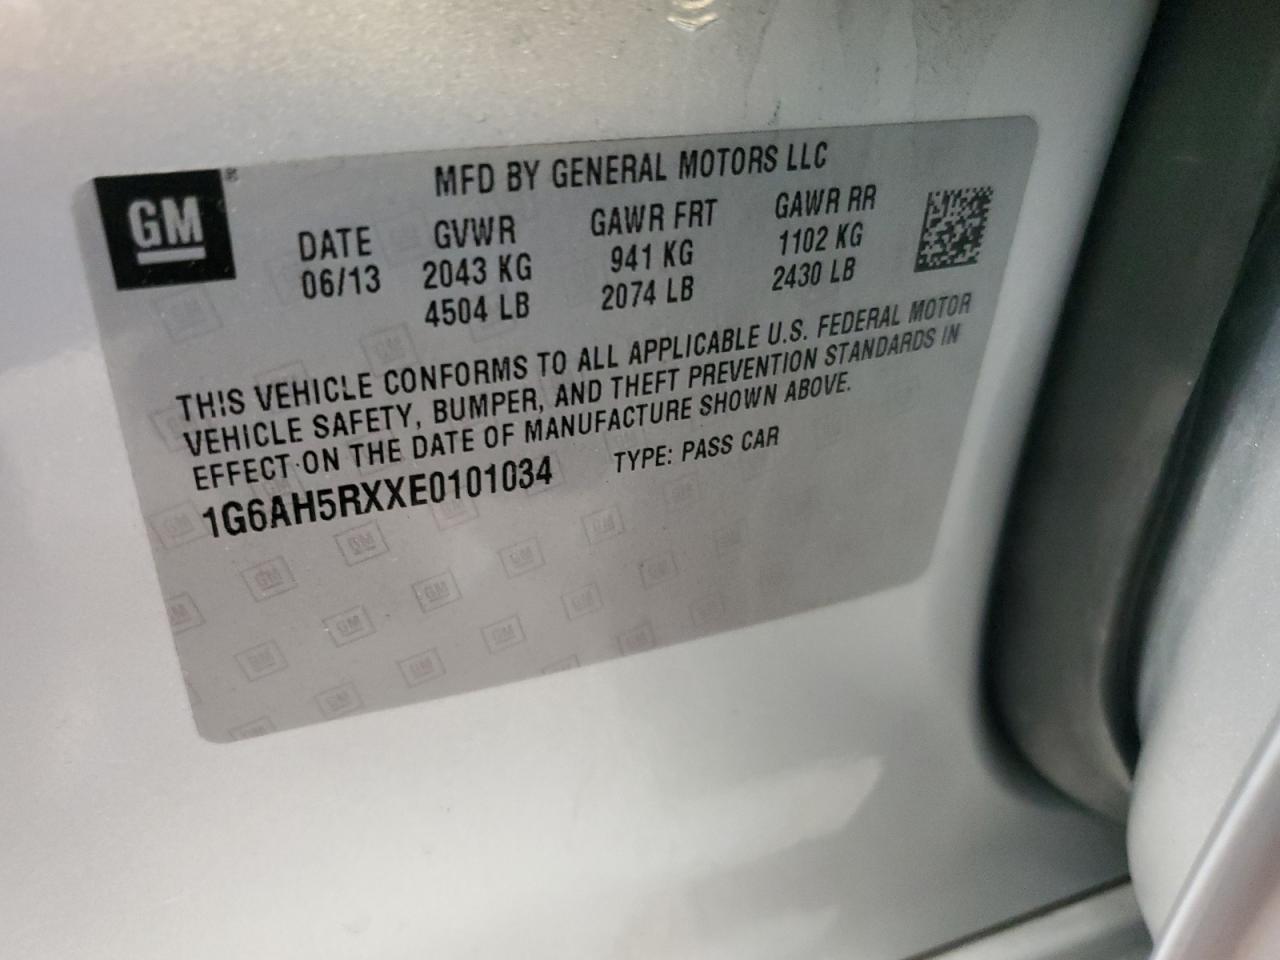 GM®
MFD BY GENERAL MOTORS LLC
DATE GVWR GAWR FRT GAWR RR
06/13 2043 KG 941 KG 1102 KG
4504 LB 2074 LB 2430 LB
THIS VEHICLE CONFORMS TO ALL APPLICABLE U.S. FEDERAL MOTOR
VEHICLE SAFETY, BUMPER, AND THEFT PREVENTION STANDARDS IN
EFFECT ON THE DATE OF MANUFACTURE SHOWN ABOVE.
1G6AH5RXXE0101034 TYPE: PASS CAR